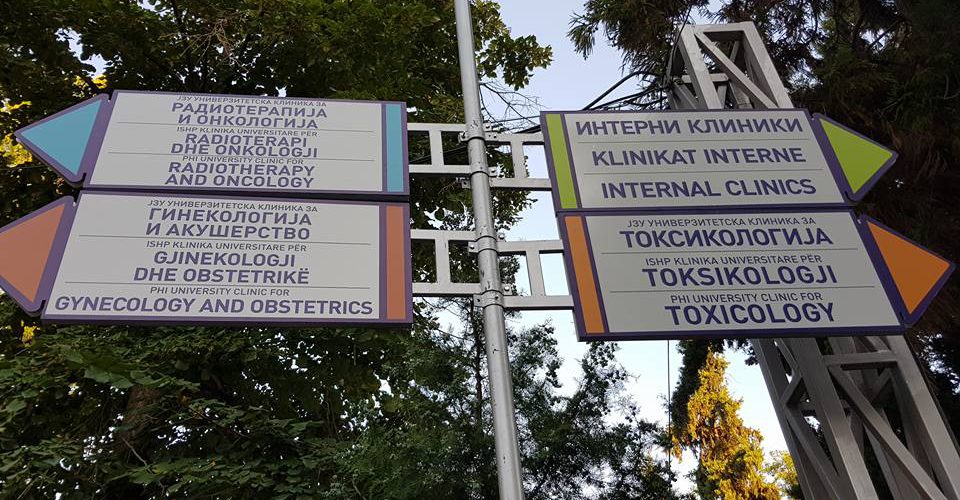 ЈЗУ УНИВЕРЗИТЕТСКА КЛИНИКА ЗА
РАДИОТЕРАПИЈА
И ОНКОЛОГИЈА
ISHP KLINIKA UNIVERSITARE PËR
RADIOTERAPI
DHE ONKOLOGJI
PHI UNIVERSITY CLINIC FOR
RADIOTHERAPY
AND ONCOLOGY
ЈЗУ УНИВЕРЗИТЕТСКА КЛИНИКА ЗА
ГИНЕКОЛОГИЈА
И АКУШЕРСТВО
ISHP KLINIKA UNIVERSITARE PËR
GJINEKOLOGJI
DHE OBSTETRIKË
PHI UNIVERSITY CLINIC FOR
GYNECOLOGY AND OBSTETRICS
ИНТЕРНИ КЛИНИКИ
KLINIKAT INTERNE
INTERNAL CLINICS
ЈЗУ УНИВЕРЗИТЕТСКА КЛИНИКА ЗА
ТОКСИКОЛОГИЈА
ISHP KLINIKA UNIVERSITARE PËR
TOKSIKOLOGJI
PHI UNIVERSITY CLINIC FOR
TOXICOLOGY